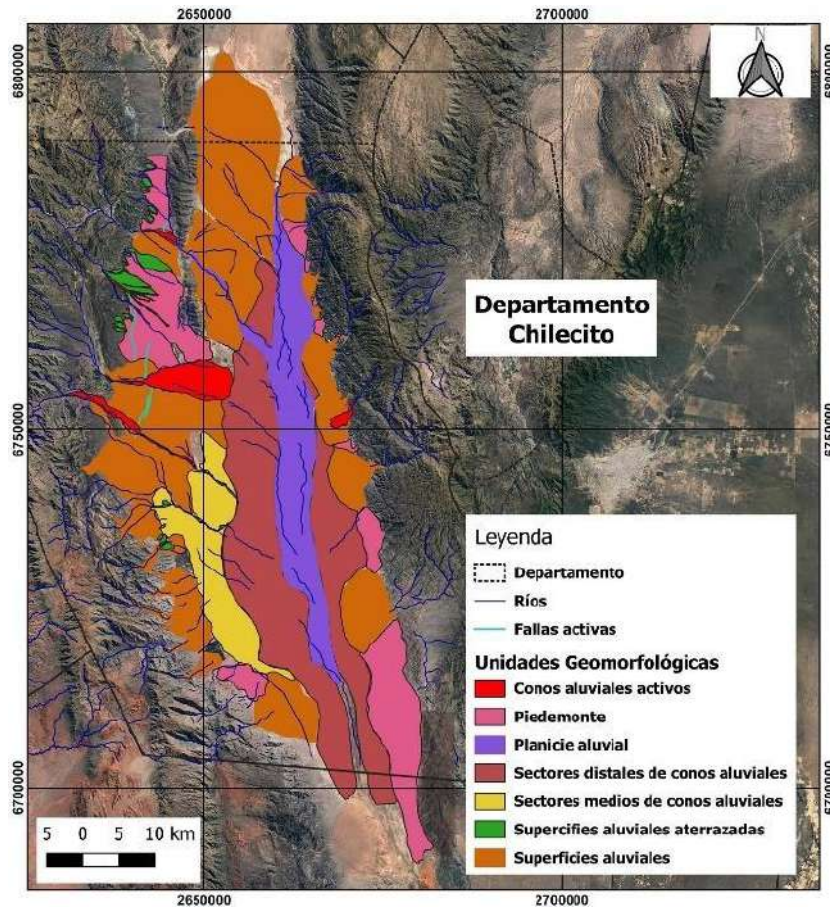 2650000
2700000
6800000
6800000
N
Departamento
Chilecito
6750000
6750000
Leyenda
Departamento
Ríos
Fallas activas
Unidades Geomorfológicas
Conos aluviales activos
Piedemonte
Planicie aluvial
Sectores distales de conos aluviales
Sectores medios de conos aluviales
Supercifies aluviales aterrazadas
Superficies aluviales
6700000
6700000
5 0 5 10 km
2650000
2700000